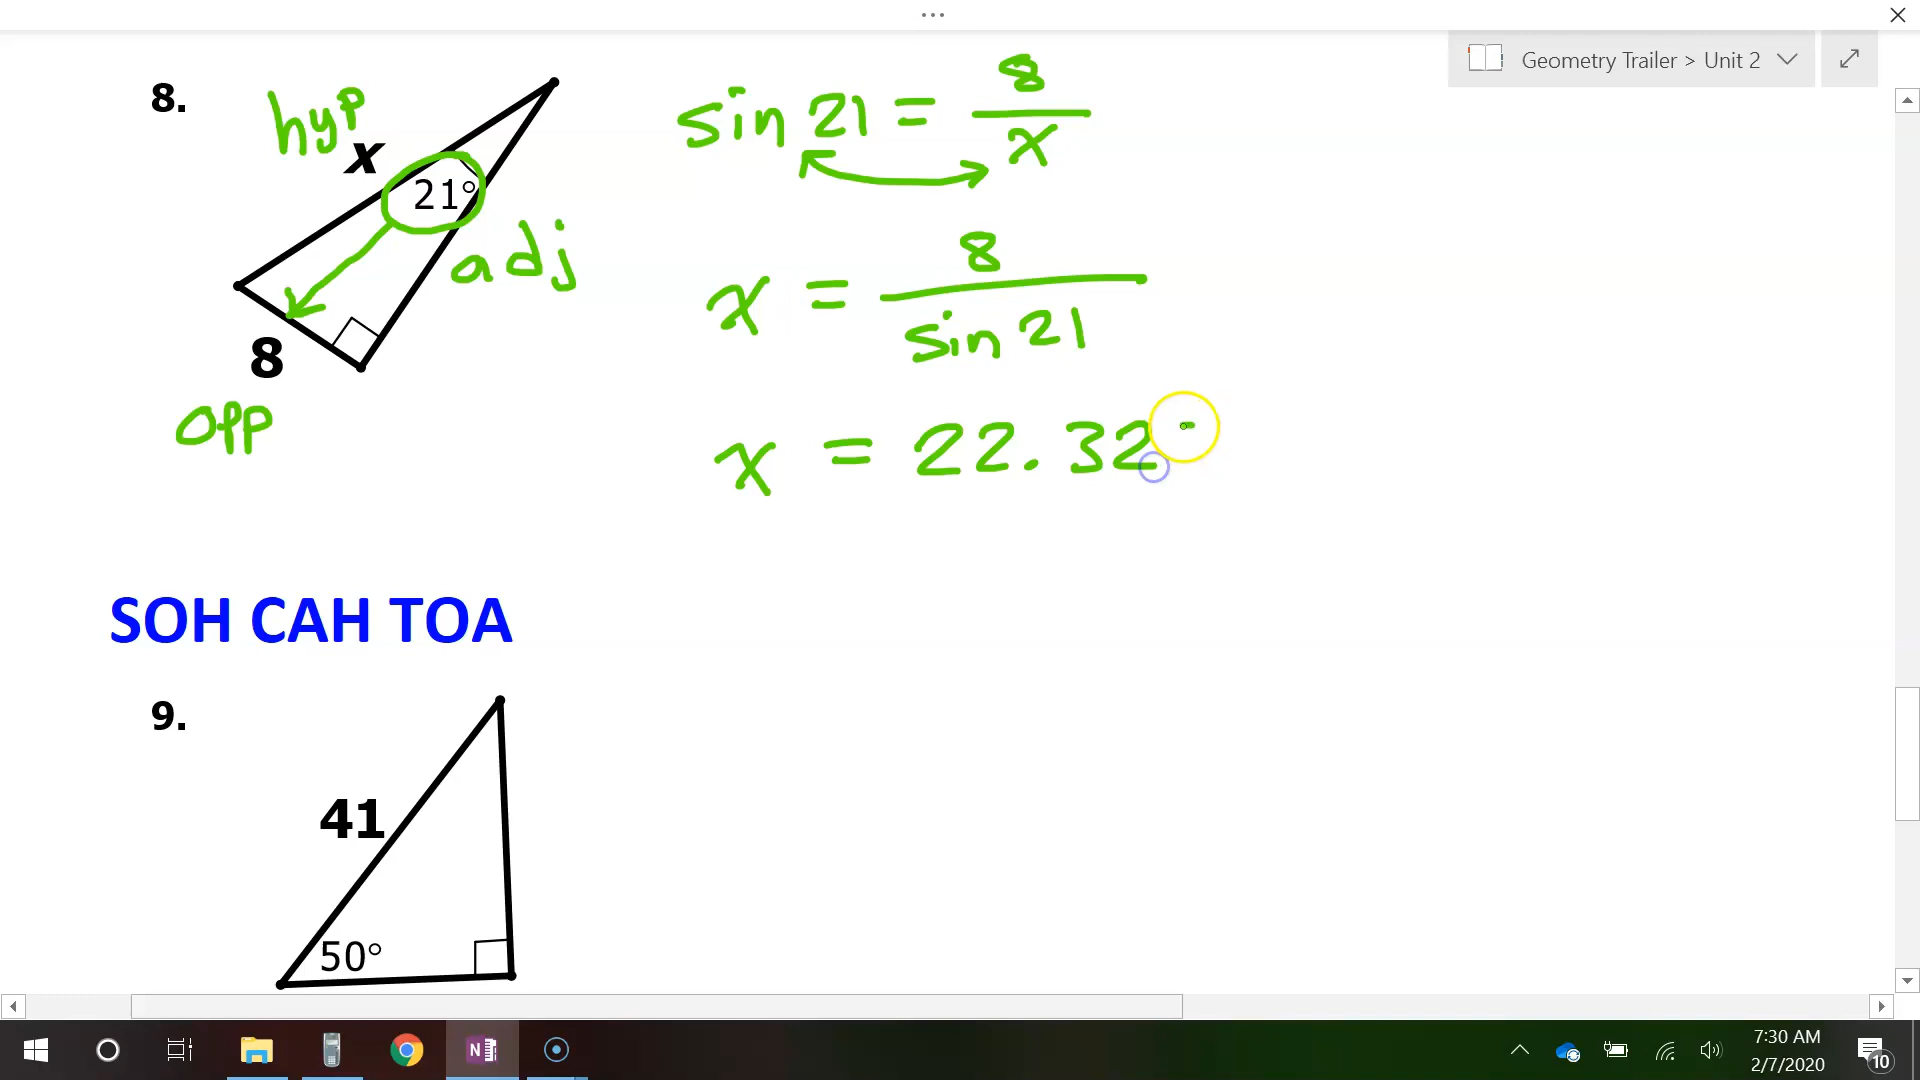 Geometry Trailer > Unit 2
8.
hyp
x
21°
adj
8
opp
sin 21 = 8/x
x = 8/sin 21
x = 22.32
SOH CAH TOA
9.
41
50°
N
7:30 AM
2/7/2020
10